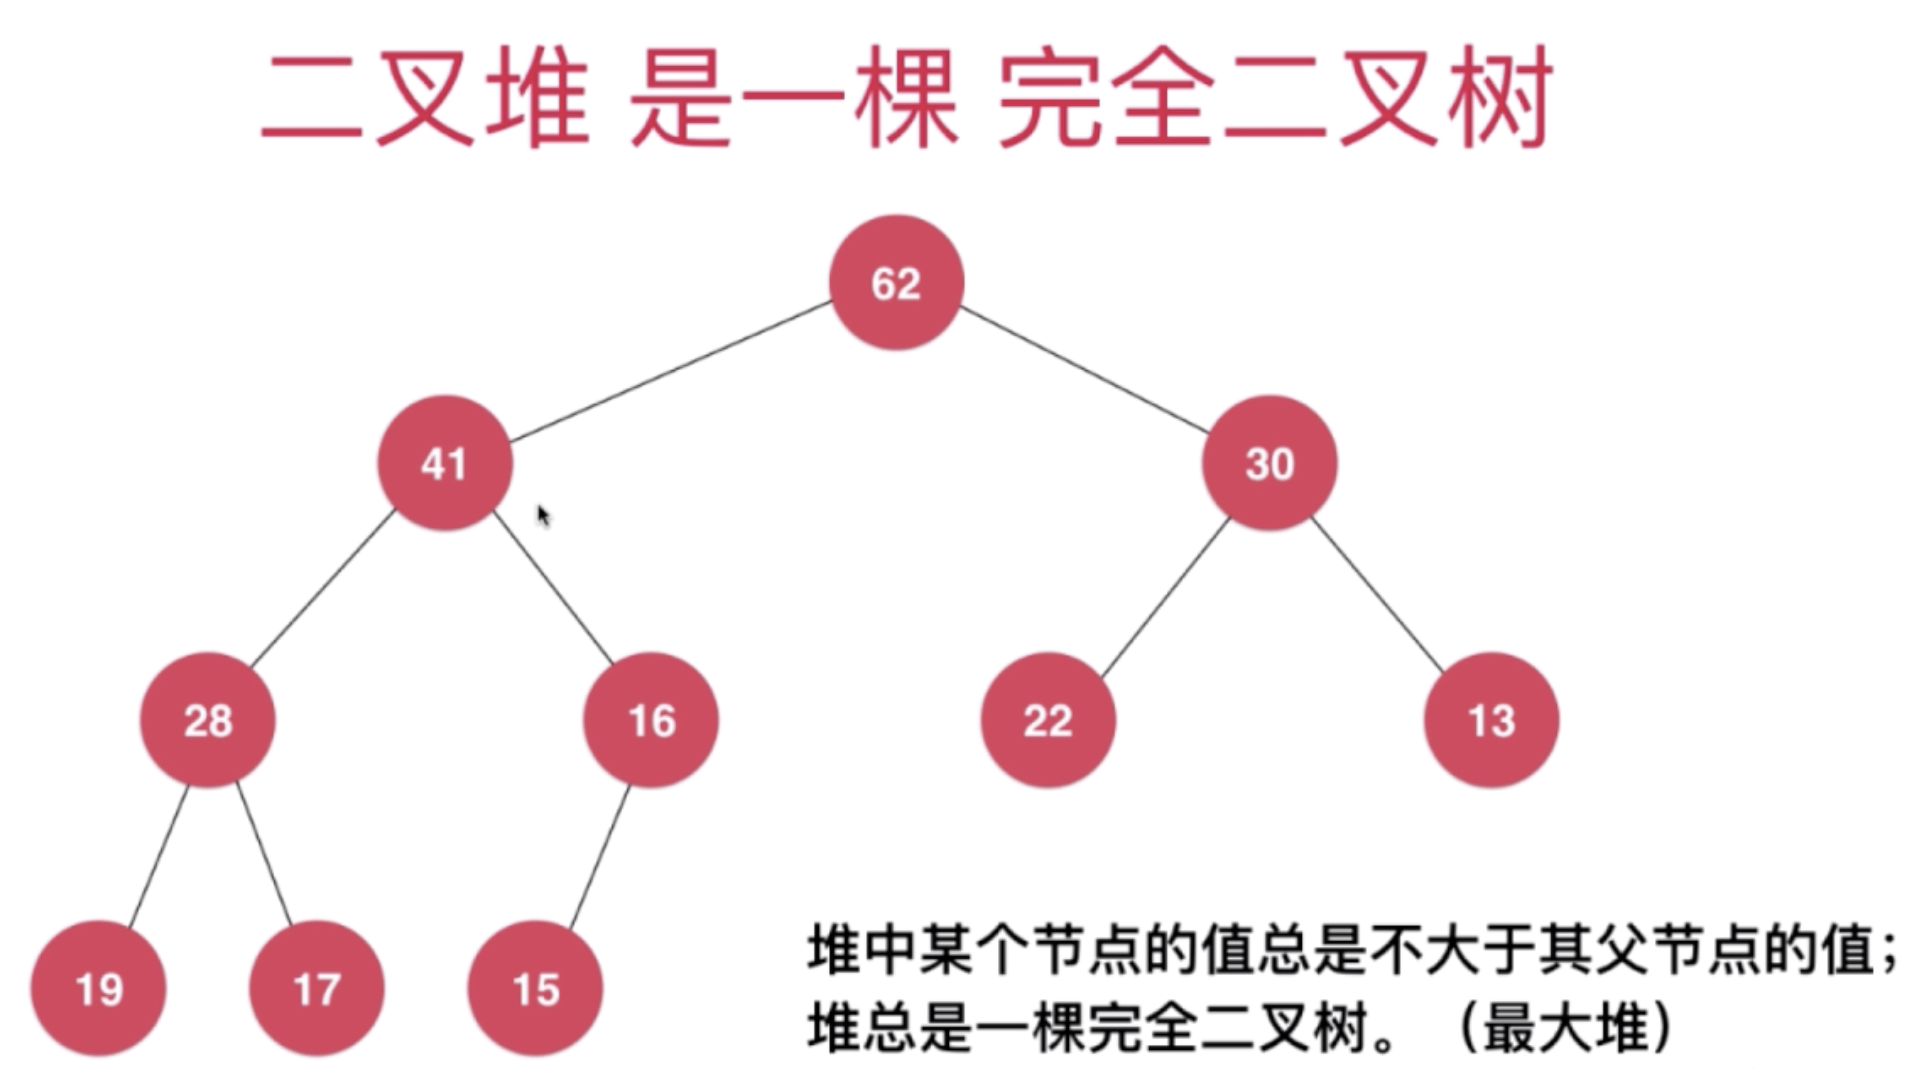 二叉堆 是一棵 完全二叉树
62
41 30
28 16 22 13
19 17 15
堆中某个节点的值总是不大于其父节点的值；
堆总是一棵完全二叉树。（最大堆）